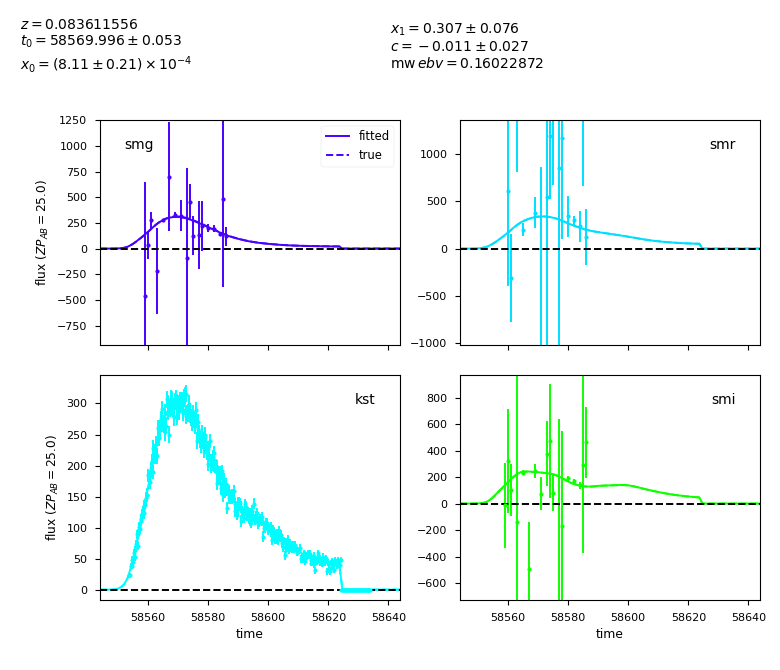 z = 0.083611556
t₀ = 58569.996 ± 0.053
x₀ = (8.11 ± 0.21) × 10⁻⁴
x₁ = 0.307 ± 0.076
c = −0.011 ± 0.027
mw ebv = 0.16022872
smg
fitted
true
1250
1000
750
500
250
0
−250
−500
−750
flux (ZP_AB = 25.0)
smr
1000
500
0
−500
−1000
kst
300
250
200
150
100
50
0
flux (ZP_AB = 25.0)
58560 58580 58600 58620 58640
time
smi
800
600
400
200
0
−200
−400
−600
58560 58580 58600 58620 58640
time